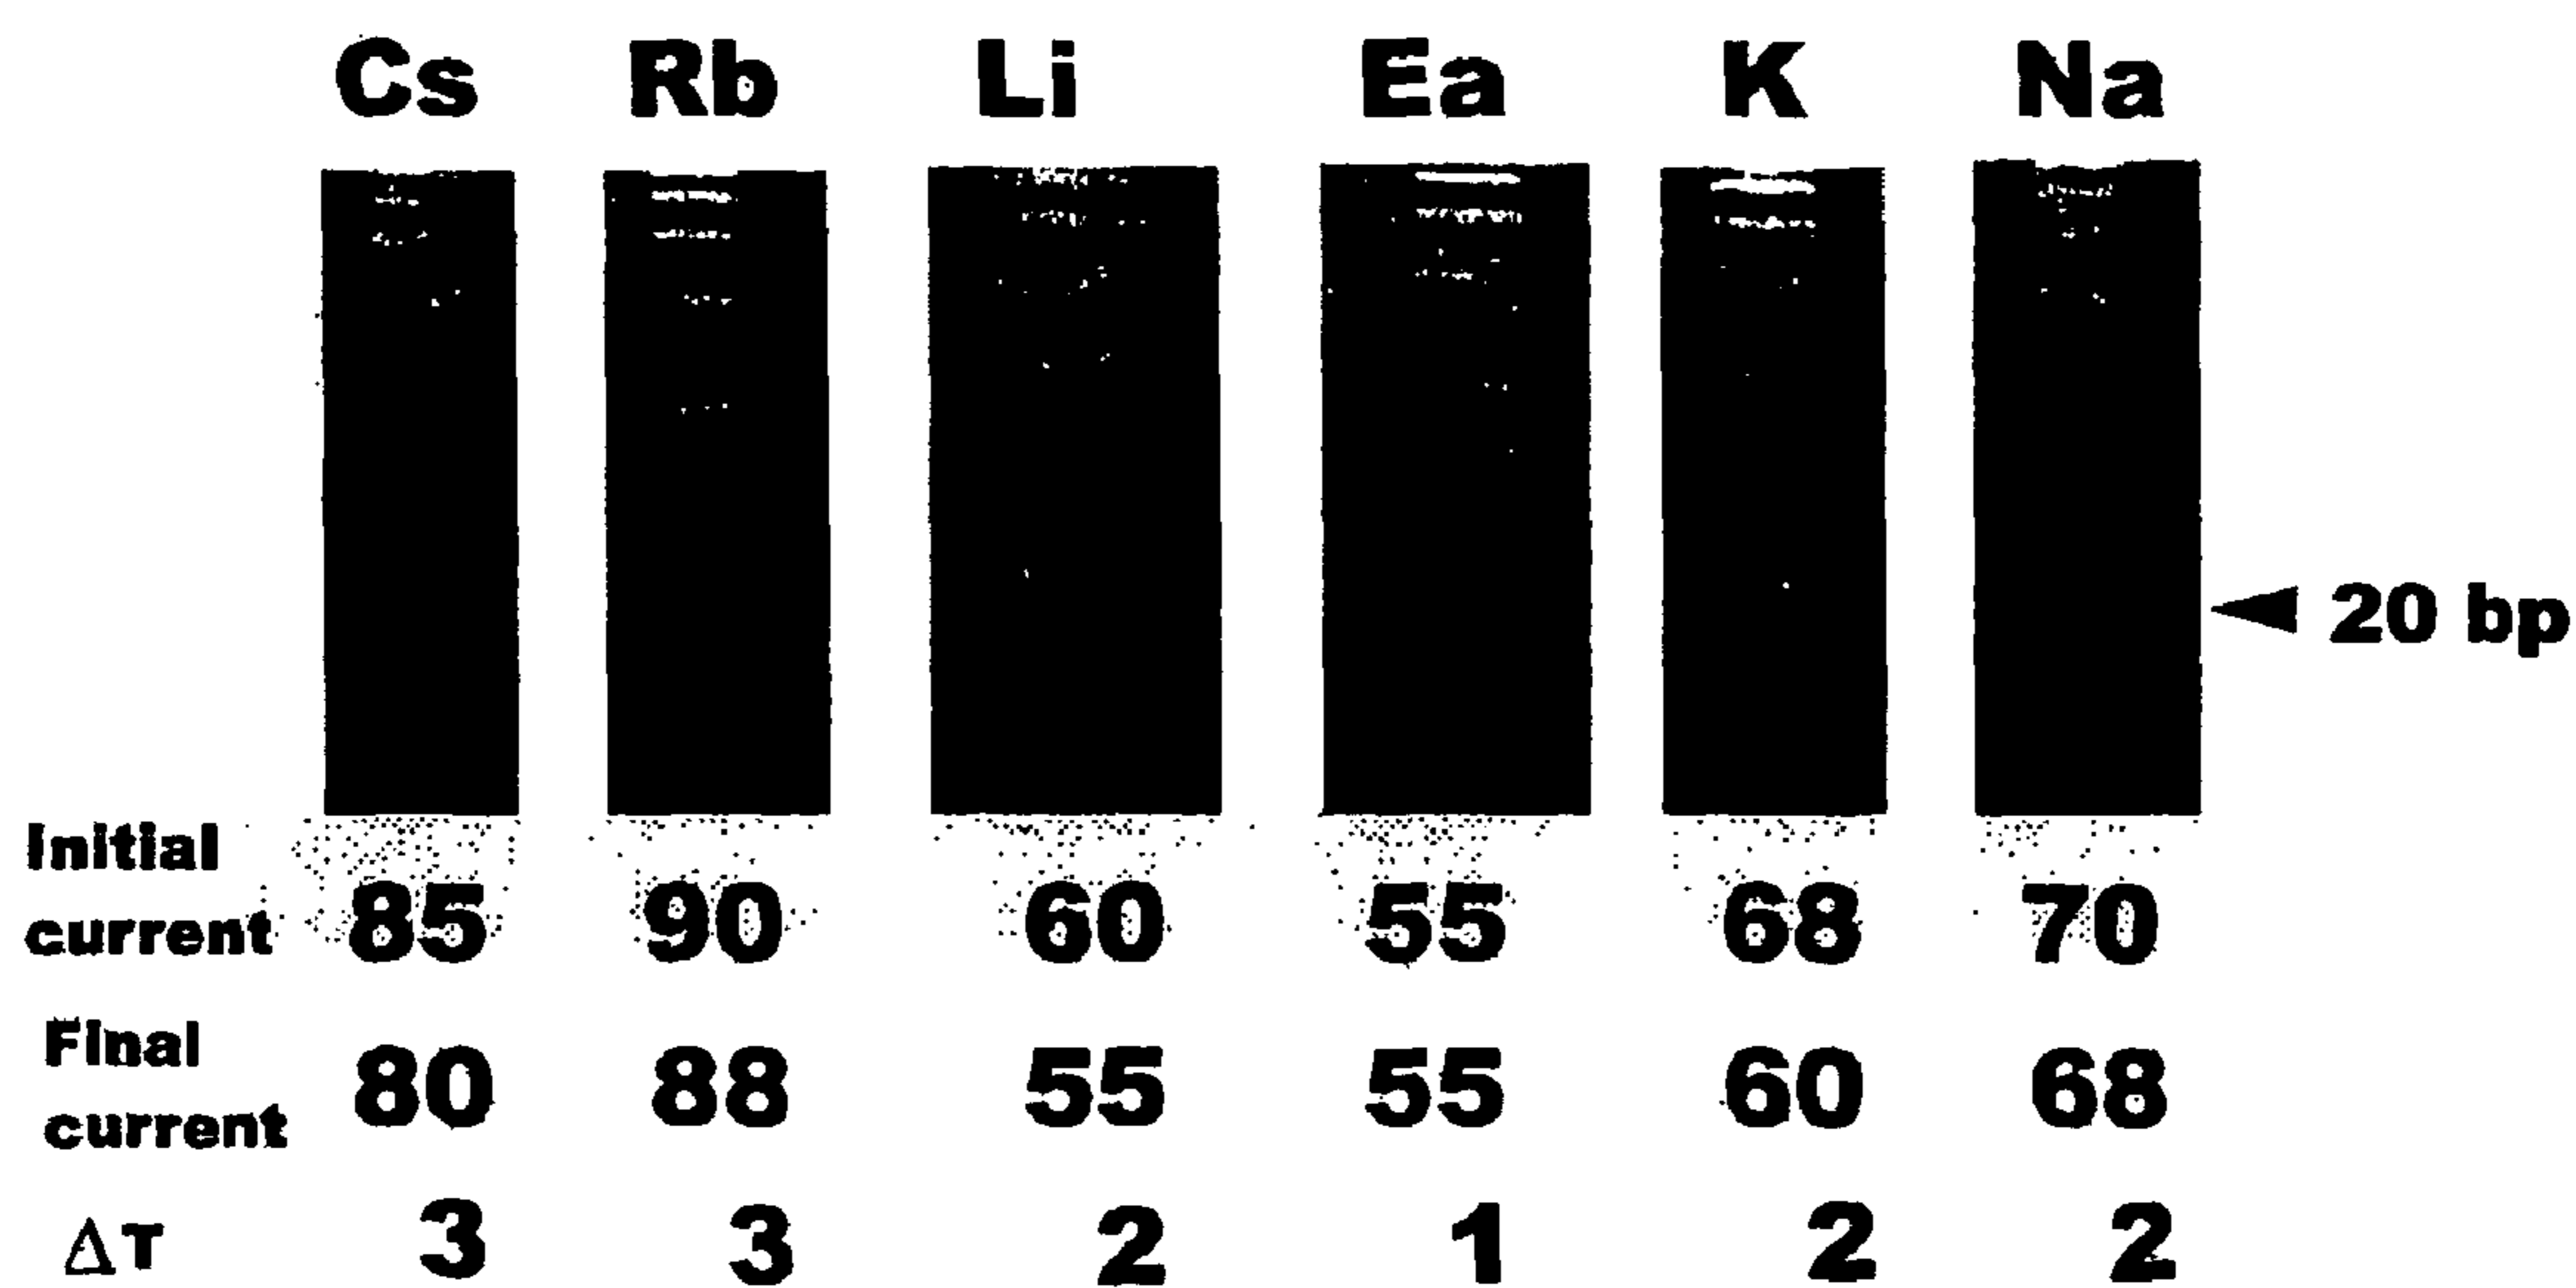 Cs Rb Li Ea K Na
20 bp
Initial
current 85 90 60 55 68 70
Final
current 80 88 55 55 60 68
ΔT 3 3 2 1 2 2